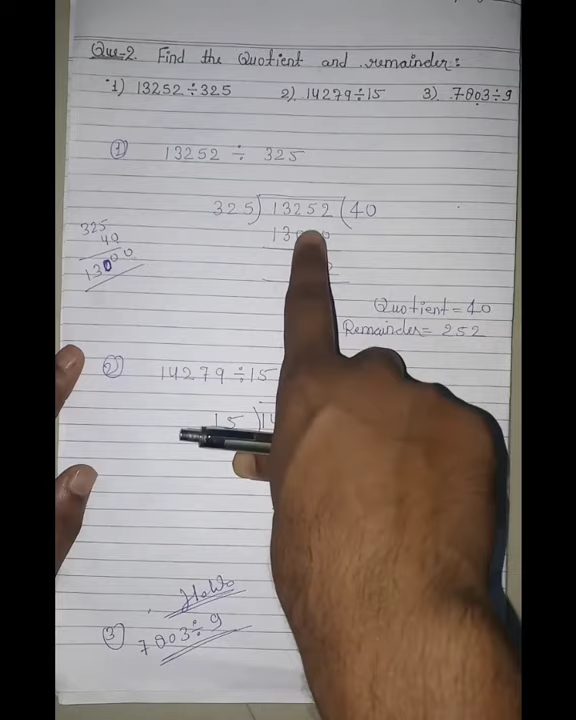 Que-2. Find the Quotient and remainder:
1) 13252÷325 2) 14279÷15 3) 7003÷9
① 13252 ÷ 325
325) 13252 (40
325
40
13000
Quotient = 40
Remainder = 252
② 14279÷15
15) 14
③ 7003÷9